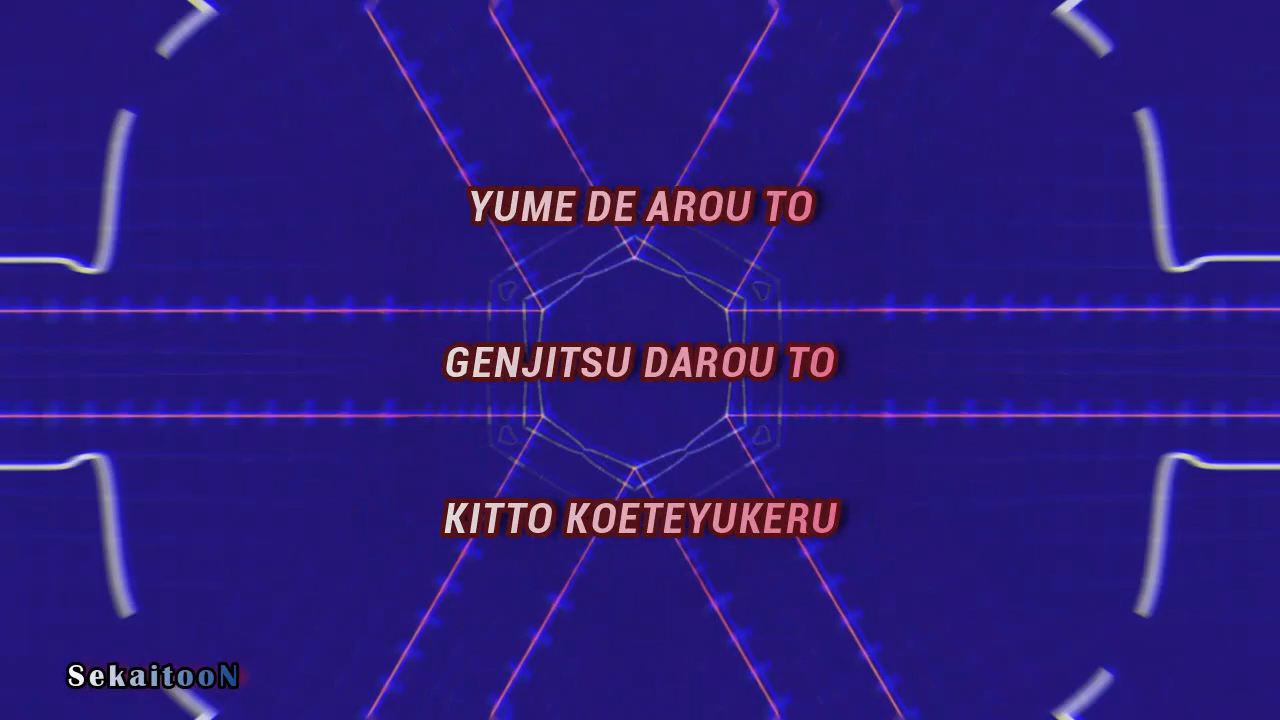 YUME DE AROU TO
GENJITSU DAROU TO
KITTO KOETEYUKERU
SekaitooN